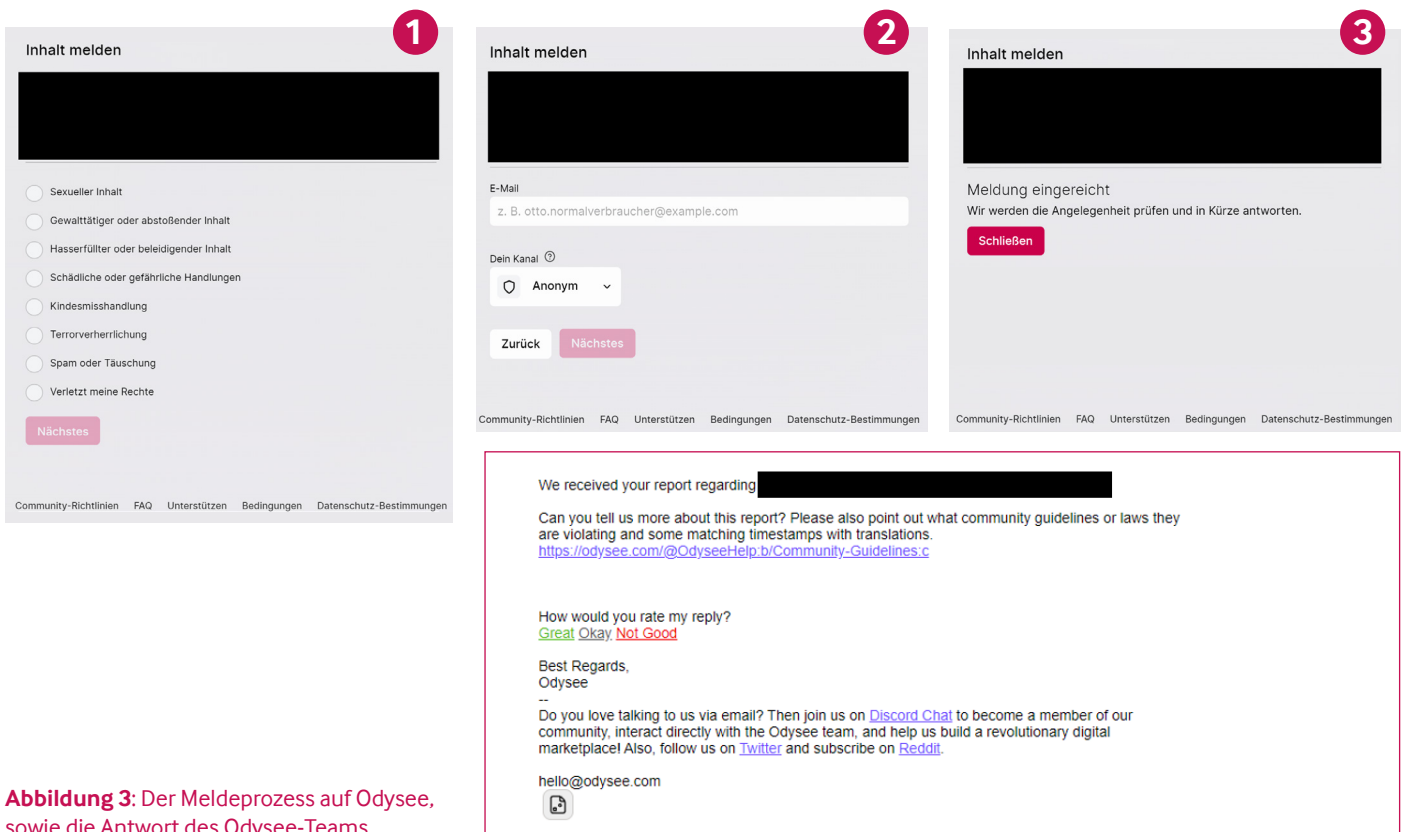 1
Inhalt melden
Sexueller Inhalt
Gewalttätiger oder abstoßender Inhalt
Hasserfüllter oder beleidigender Inhalt
Schädliche oder gefährliche Handlungen
Kindesmisshandlung
Terrorverherrlichung
Spam oder Täuschung
Verletzt meine Rechte
Nächstes
Community-Richtlinien FAQ Unterstützen Bedingungen Datenschutz-Bestimmungen
2
Inhalt melden
E-Mail
z. B. otto.normalverbraucher@example.com
Dein Kanal ?
Anonym
Zurück Nächstes
Community-Richtlinien FAQ Unterstützen Bedingungen Datenschutz-Bestimmungen
3
Inhalt melden
Meldung eingereicht
Wir werden die Angelegenheit prüfen und in Kürze antworten.
Schließen
Community-Richtlinien FAQ Unterstützen Bedingungen Datenschutz-Bestimmungen
We received your report regarding
Can you tell us more about this report? Please also point out what community guidelines or laws they
are violating and some matching timestamps with translations.
https://odysee.com/@OdyseeHelp:b/Community-Guidelines:c
How would you rate my reply?
Great Okay Not Good
Best Regards,
Odysee
--
Do you love talking to us via email? Then join us on Discord Chat to become a member of our
community, interact directly with the Odysee team, and help us build a revolutionary digital
marketplace! Also, follow us on Twitter and subscribe on Reddit.
hello@odysee.com
Abbildung 3: Der Meldeprozess auf Odysee,
sowie die Antwort des Odysee-Teams